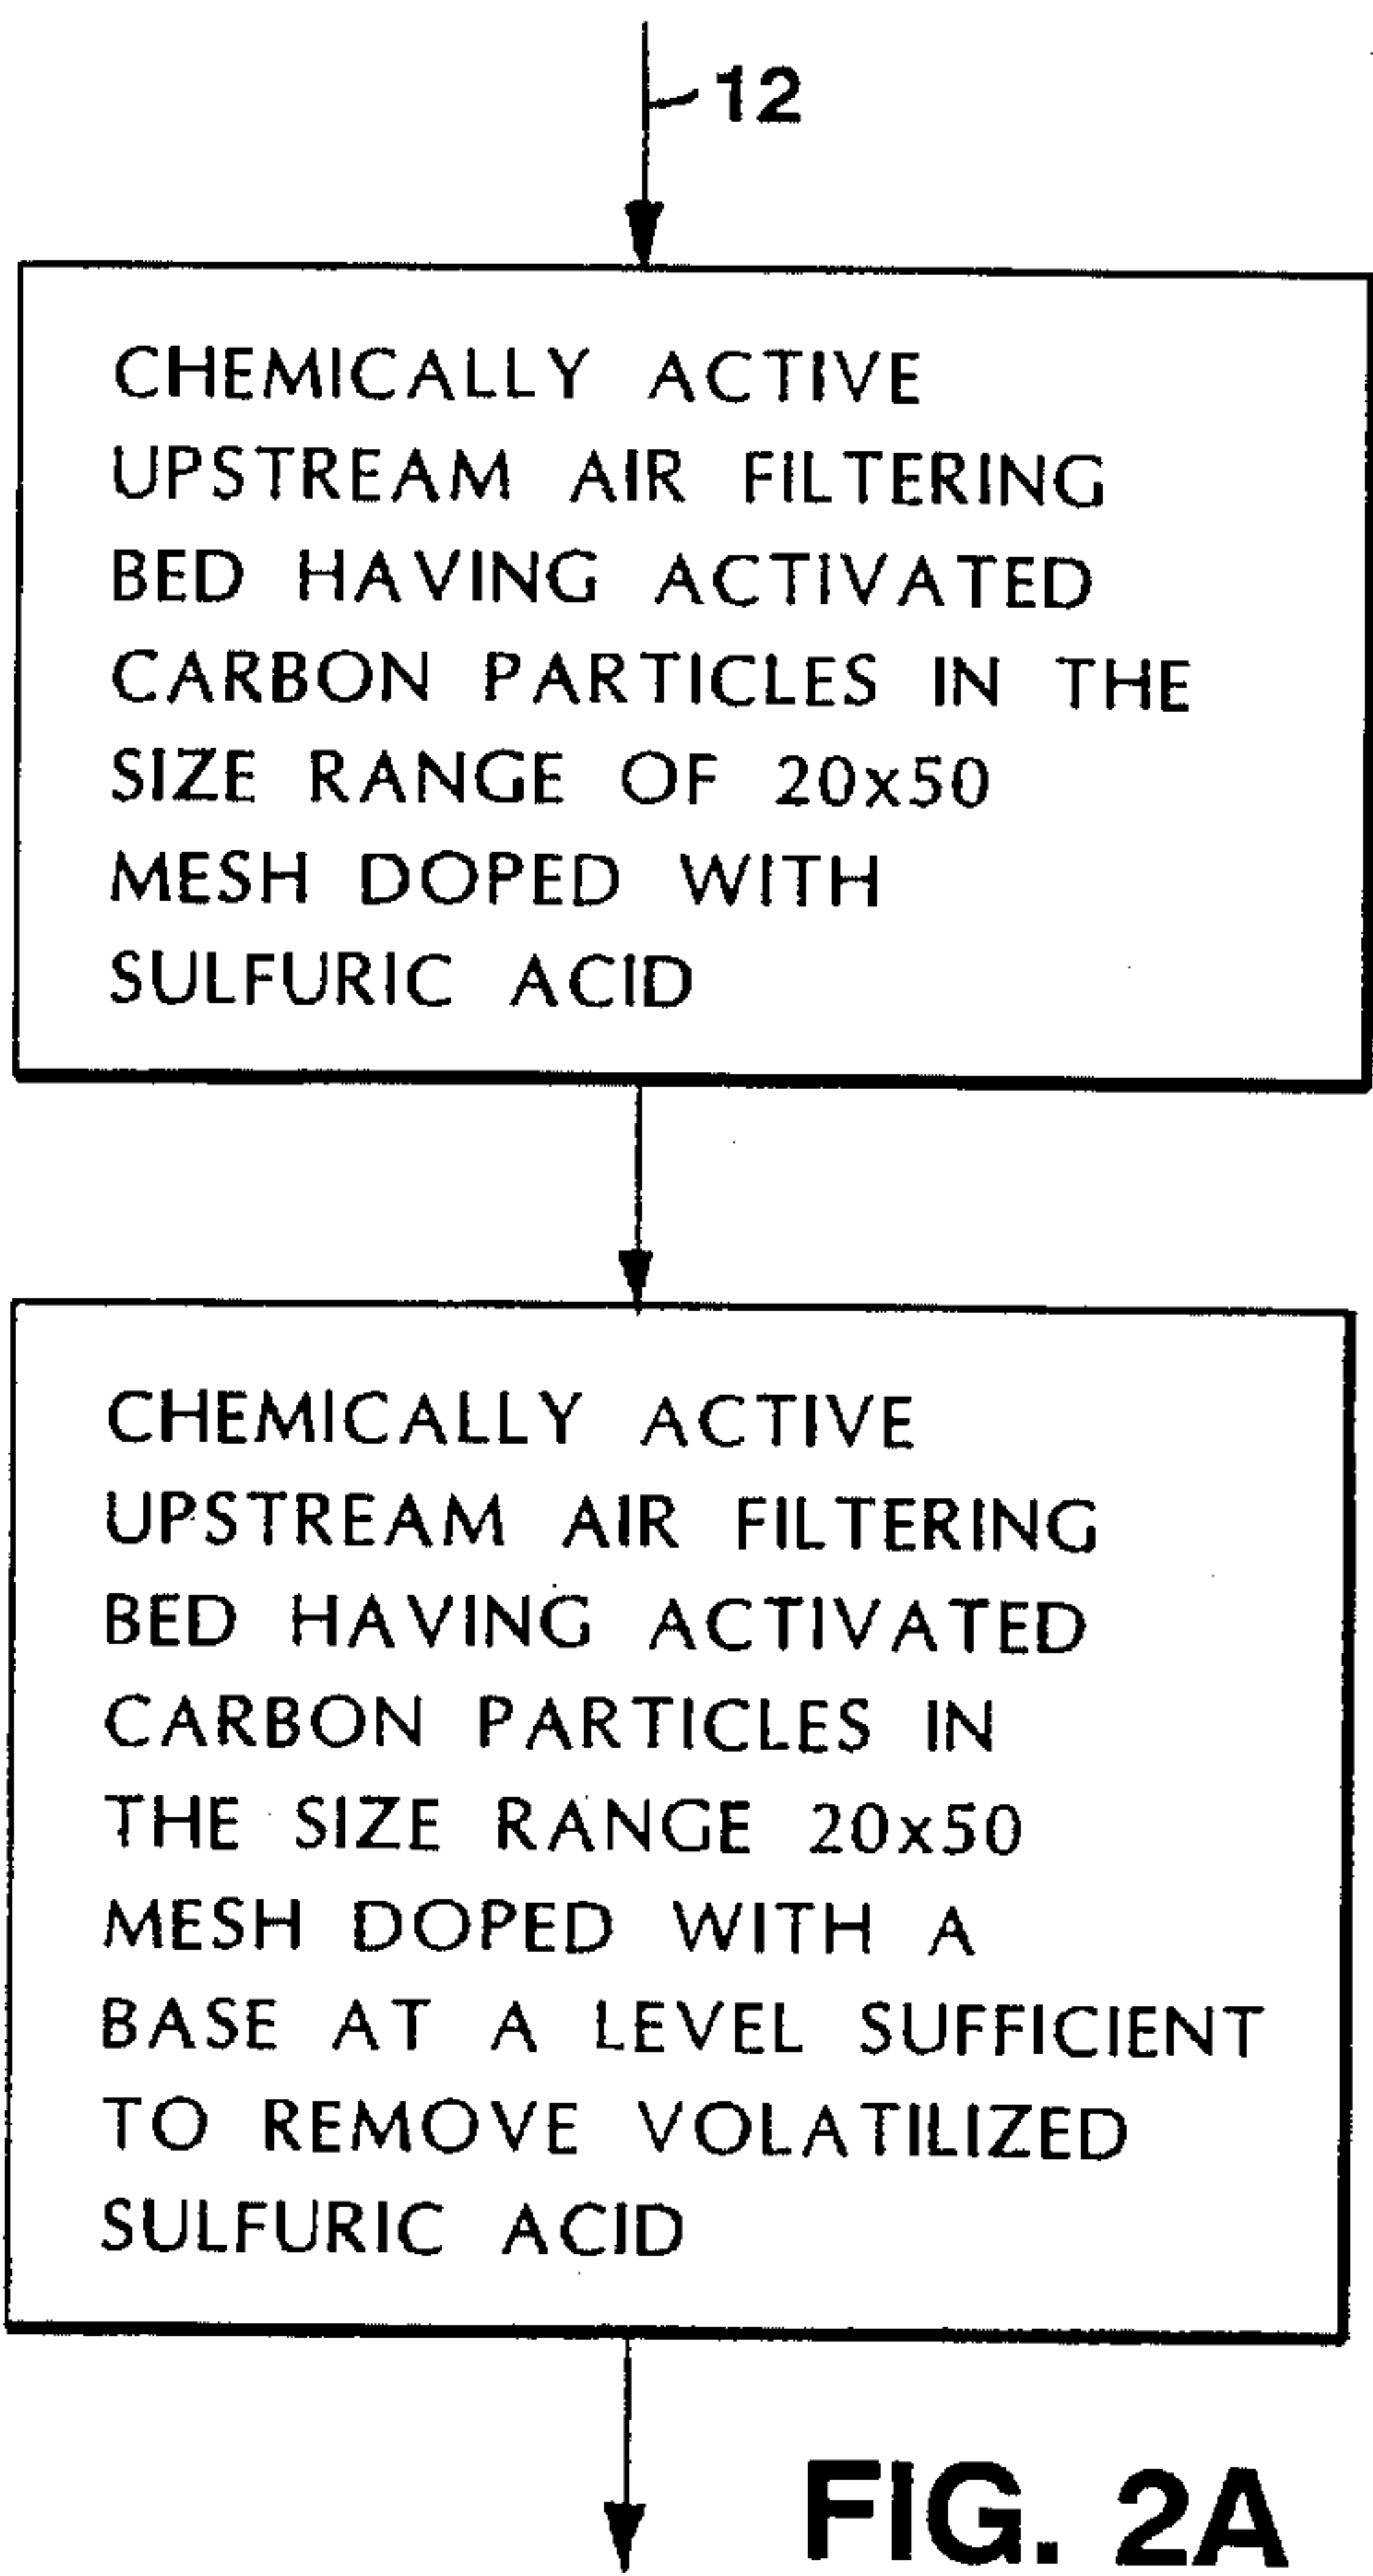 12
CHEMICALLY ACTIVE
UPSTREAM AIR FILTERING
BED HAVING ACTIVATED
CARBON PARTICLES IN THE
SIZE RANGE OF 20x50
MESH DOPED WITH
SULFURIC ACID
CHEMICALLY ACTIVE
UPSTREAM AIR FILTERING
BED HAVING ACTIVATED
CARBON PARTICLES IN
THE SIZE RANGE 20x50
MESH DOPED WITH A
BASE AT A LEVEL SUFFICIENT
TO REMOVE VOLATILIZED
SULFURIC ACID
FIG. 2A